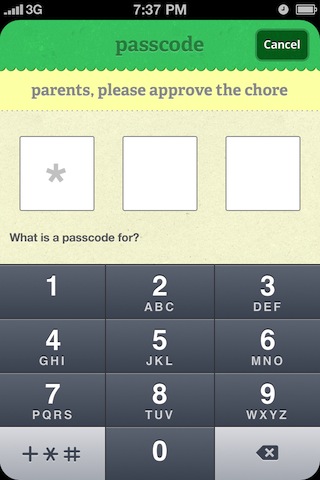 3G 7:37 PM
passcode Cancel
parents, please approve the chore
*
What is a passcode for?
1 2 3
ABC DEF
4 5 6
GHI JKL MNO
7 8 9
PQRS TUV WXYZ
+*# 0